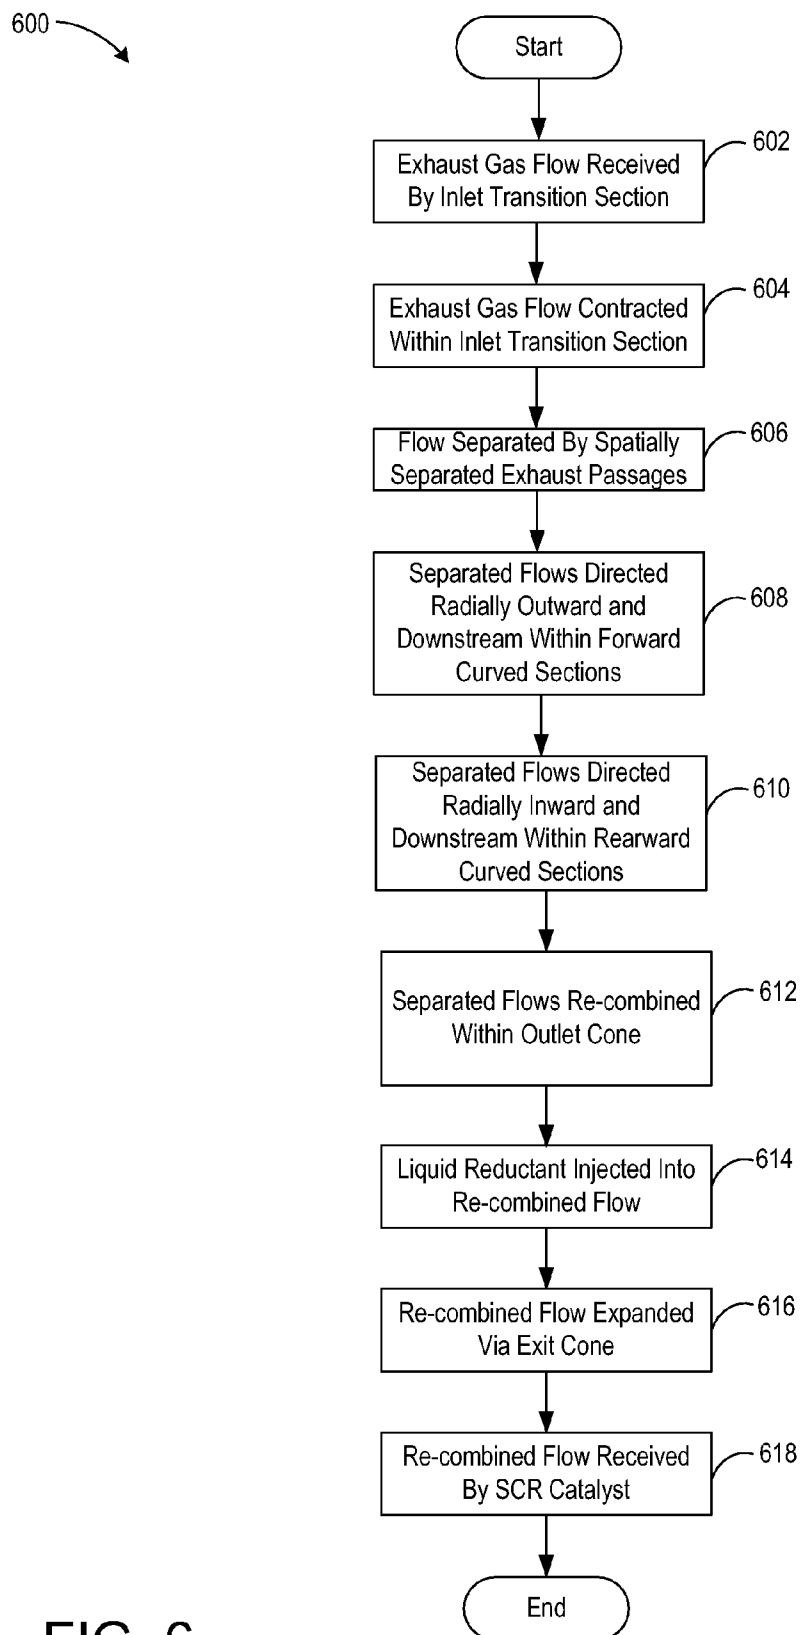 600
Start
602
Exhaust Gas Flow Received
By Inlet Transition Section
604
Exhaust Gas Flow Contracted
Within Inlet Transition Section
606
Flow Separated By Spatially
Separated Exhaust Passages
608
Separated Flows Directed
Radially Outward and
Downstream Within Forward
Curved Sections
610
Separated Flows Directed
Radially Inward and
Downstream Within Rearward
Curved Sections
612
Separated Flows Re-combined
Within Outlet Cone
614
Liquid Reductant Injected Into
Re-combined Flow
616
Re-combined Flow Expanded
Via Exit Cone
618
Re-combined Flow Received
By SCR Catalyst
End
FIG. 6